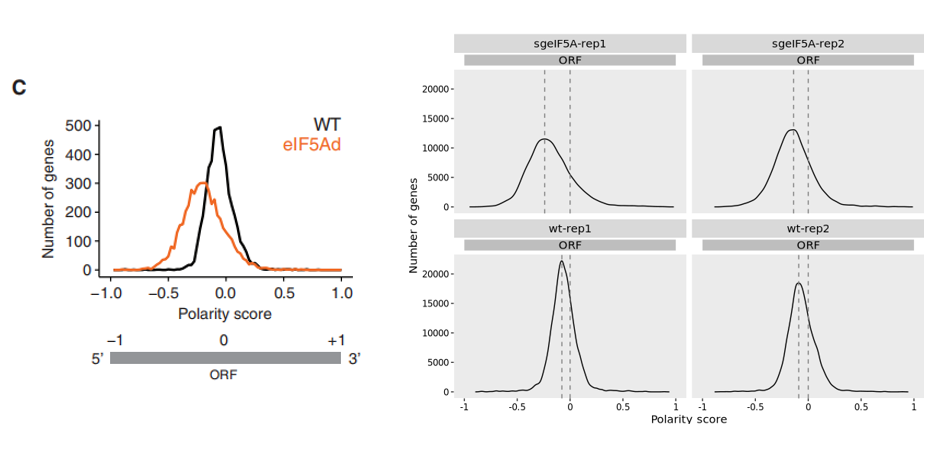 C
WT
eIF5Ad
Number of genes
500
400
300
200
100
0
−1.0
−0.5
0.0
0.5
1.0
Polarity score
−1
0
+1
5’
3’
ORF
sgeIF5A-rep1
sgeIF5A-rep2
ORF
ORF
20000
15000
10000
5000
0
wt-rep1
wt-rep2
ORF
ORF
Number of genes
20000
15000
10000
5000
0
-1
-0.5
0
0.5
1
-1
-0.5
0
0.5
1
Polarity score